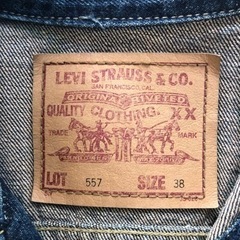 LEVI STRAUSS & CO.
SAN FRANCISCO, CAL.
ORIGINAL RIVETED
QUALITY CLOTHING. XX
TRADE MARK
LOT 557 SIZE 38